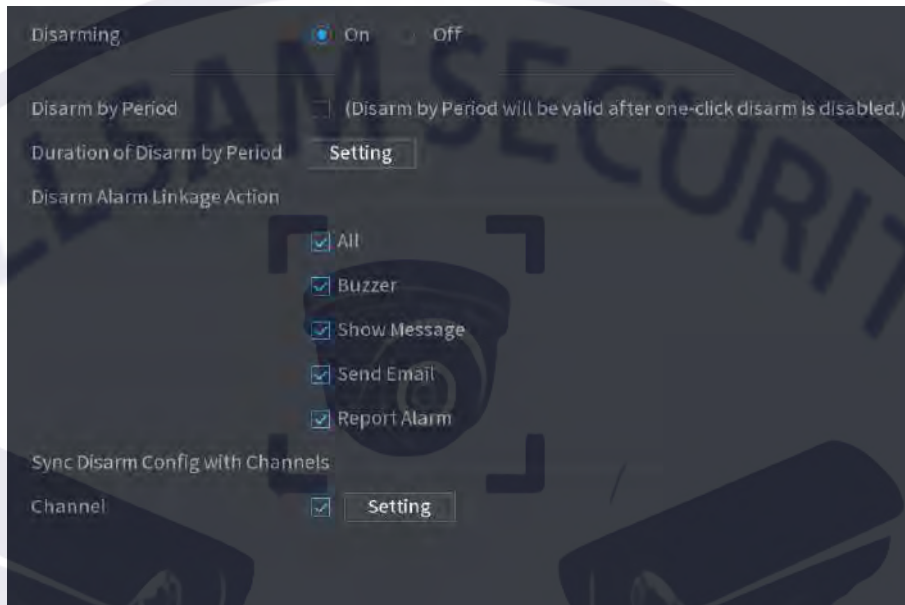 Disarming On Off
Disarm by Period (Disarm by Period will be valid after one-click disarm is disabled.)
Duration of Disarm by Period Setting
Disarm Alarm Linkage Action
All
Buzzer
Show Message
Send Email
Report Alarm
Sync Disarm Config with Channels
Channel Setting
LLSAM SECURIT